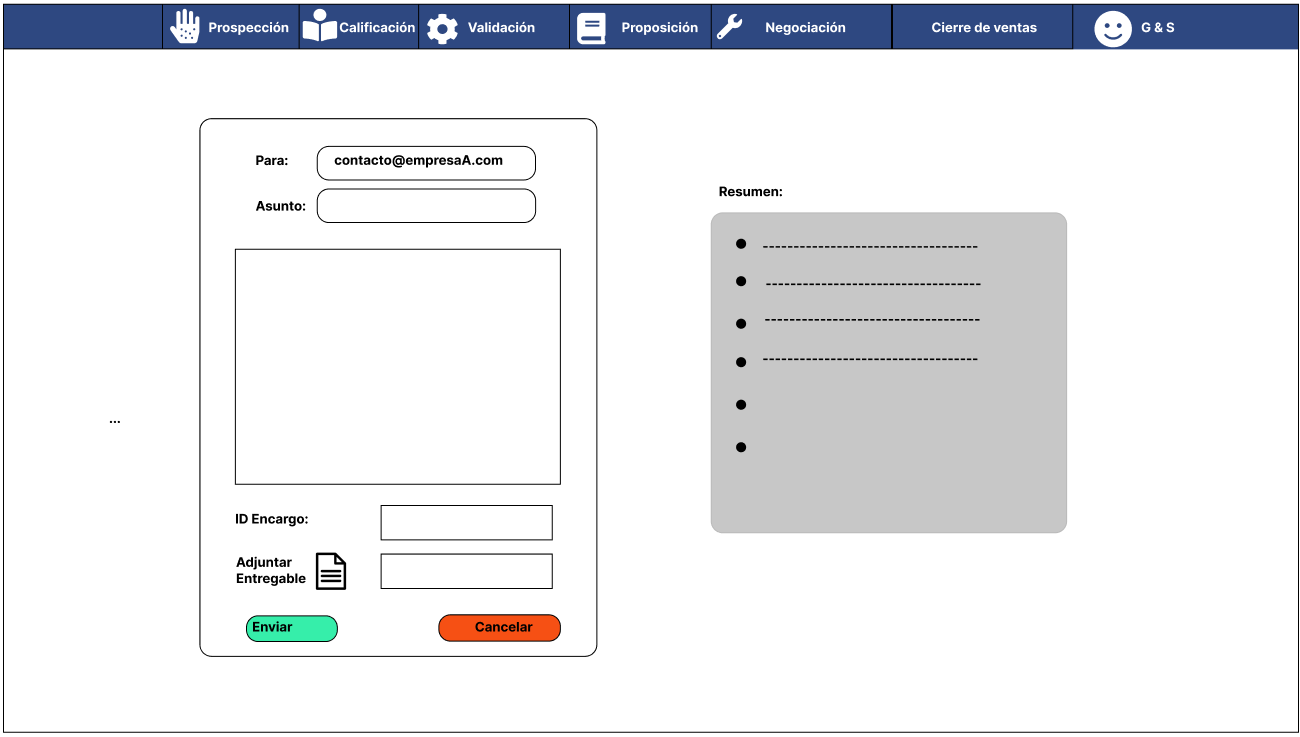 Prospección
Calificación
Validación
Proposición
Negociación
Cierre de ventas
G & S
Para:
contacto@empresaA.com
Asunto:
Resumen:
● -----------------------------------
● -----------------------------------
● -----------------------------------
● -----------------------------------
●
●
...
ID Encargo:
Adjuntar
Entregable
Enviar
Cancelar